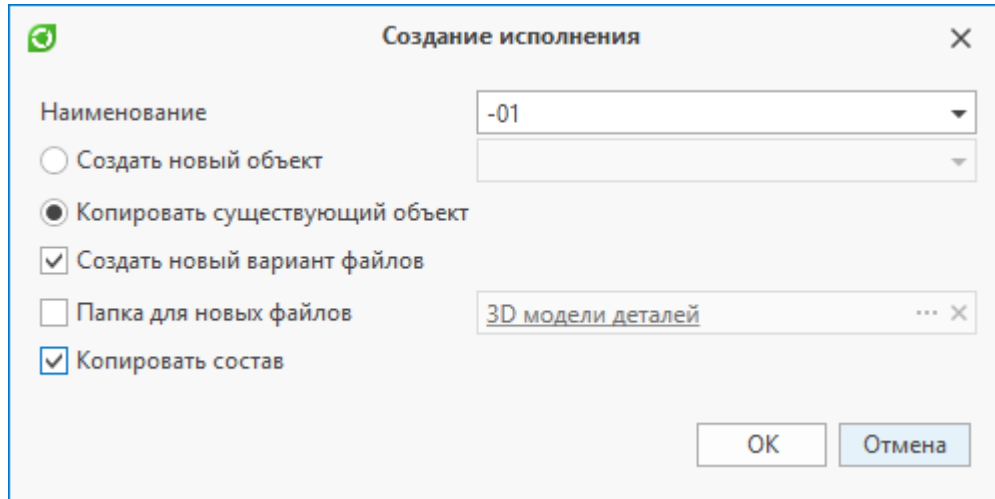 Создание исполнения
Наименование -01
Создать новый объект
Копировать существующий объект
Создать новый вариант файлов
Папка для новых файлов 3D модели деталей ...
Копировать состав
ОК Отмена